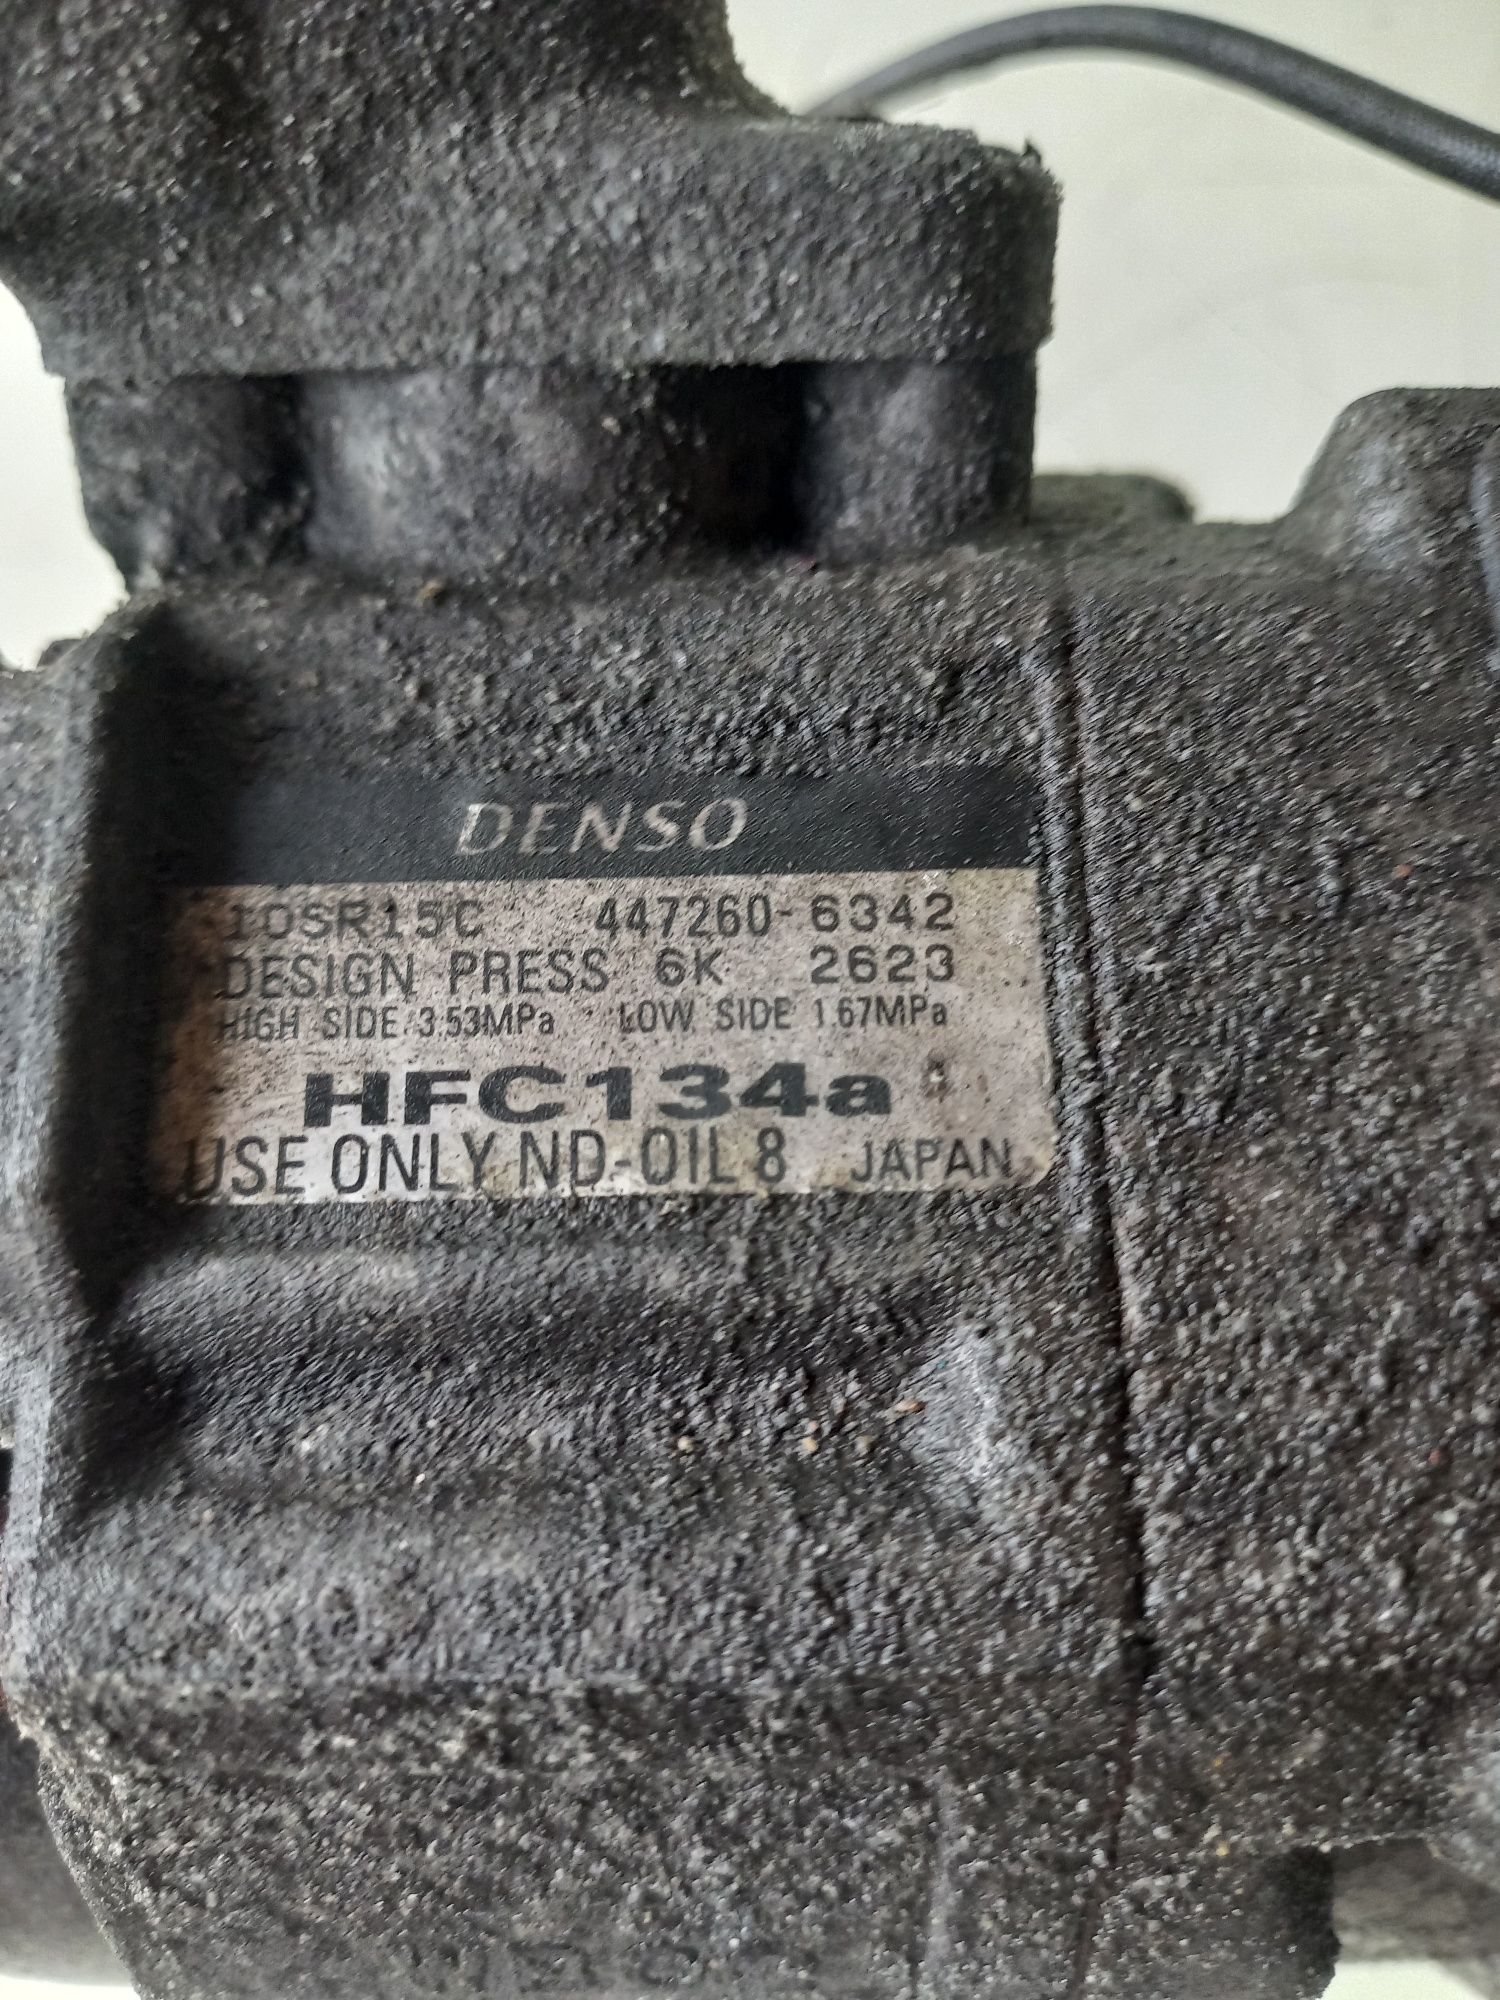 DENSO
10SR15C 447260-6342
DESIGN PRESS 6K 2623
HIGH SIDE 3.53MPa LOW SIDE 1.67MPa
HFC134a
USE ONLY ND-OIL 8 JAPAN